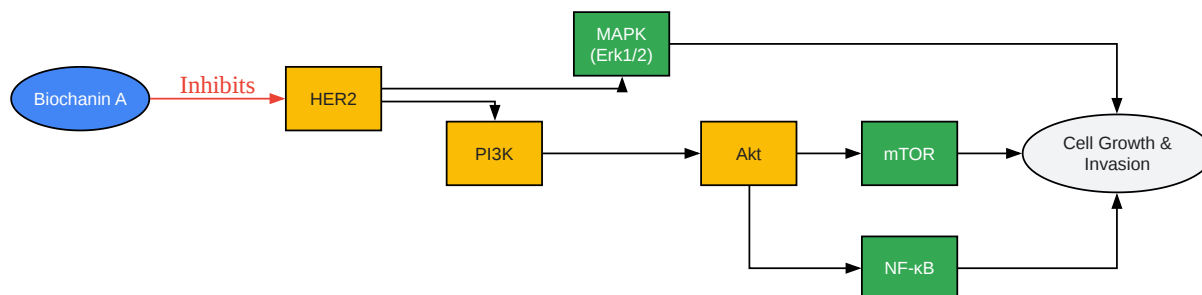 MAPK
(Erk1/2)
Inhibits
Biochanin A
HER2
PI3K
Akt
mTOR
Cell Growth &
Invasion
NF-κB